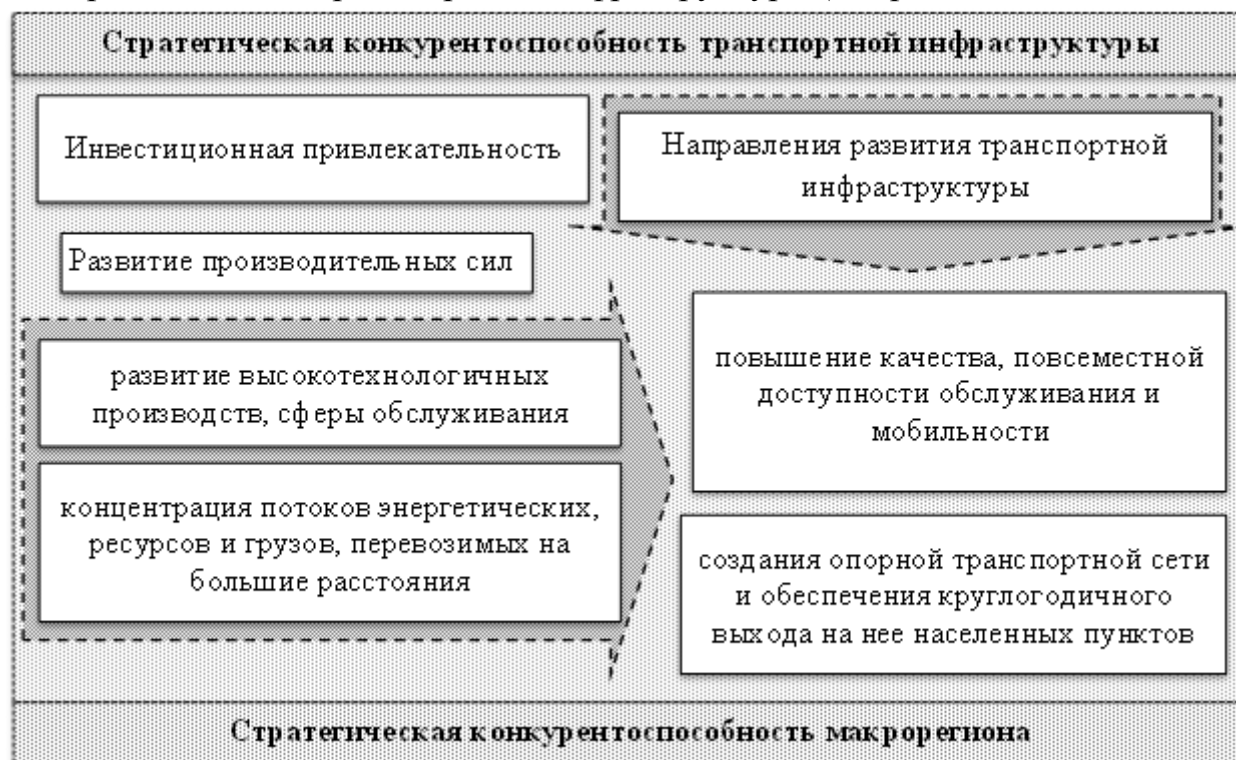 Стратегическая конкурентоспособность транспортной инфраструктуры
Инвестиционная привлекательность
Направления развития транспортной
инфраструктуры
Развитие производительных сил
развитие высокотехнологичных
производств, сферы обслуживания
концентрация потоков энергетических,
ресурсов и грузов, перевозимых на
большие расстояния
повышение качества, повсеместной
доступности обслуживания и
мобильности
создания опорной транспортной сети
и обеспечения круглогодичного
выхода на нее населенных пунктов
Стратегическая конкурентоспособность макрорегиона